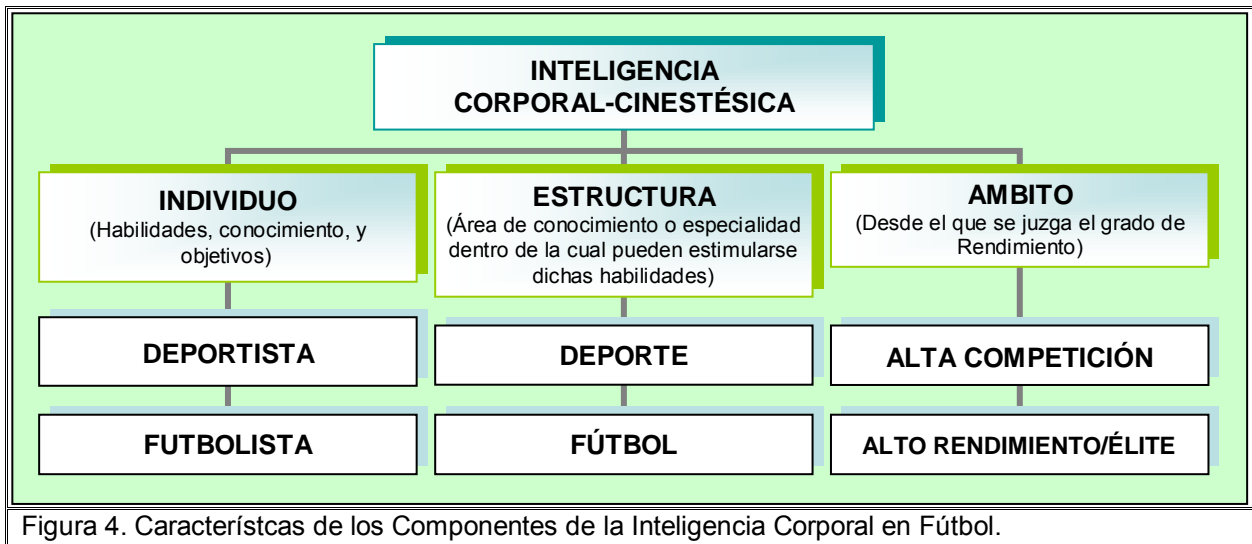 INTELIGENCIA
CORPORAL-CINESTÉSICA
INDIVIDUO
(Habilidades, conocimiento, y
objetivos)
ESTRUCTURA
(Área de conocimiento o especialidad
dentro de la cual pueden estimularse
dichas habilidades)
AMBITO
(Desde el que se juzga el grado de
Rendimiento)
DEPORTISTA
DEPORTE
ALTA COMPETICIÓN
FUTBOLISTA
FÚTBOL
ALTO RENDIMIENTO/ÉLITE
Figura 4. Característcas de los Componentes de la Inteligencia Corporal en Fútbol.